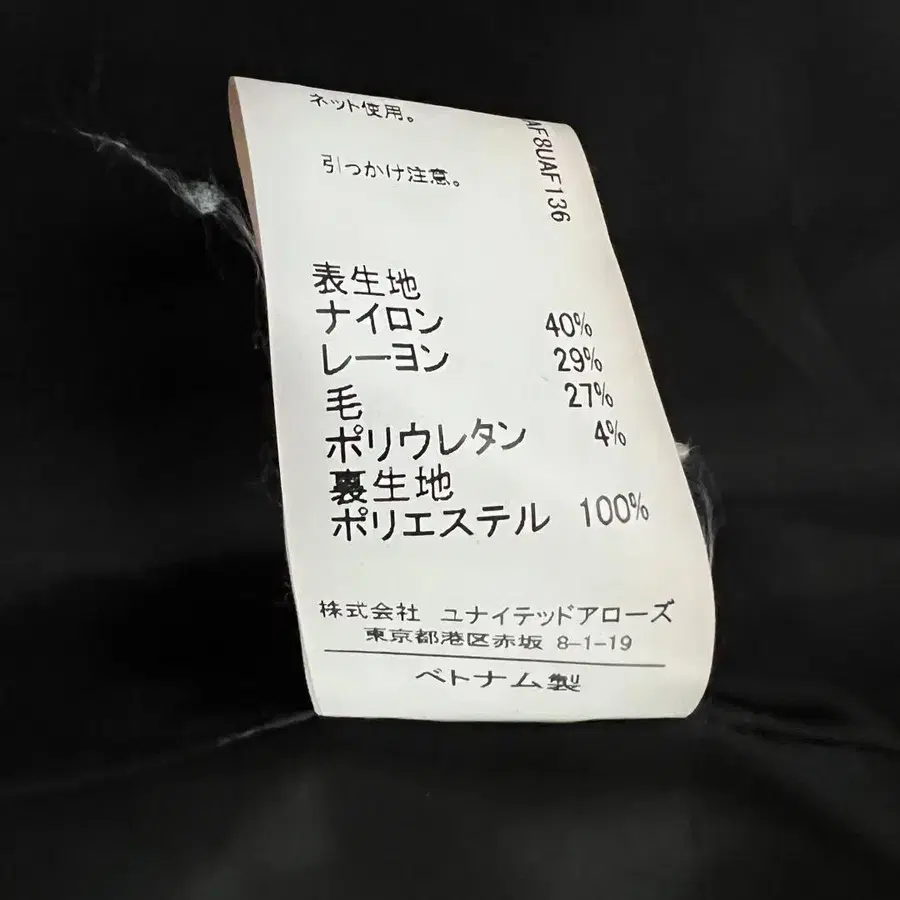 ネット使用。
引っかけ注意。
AF8UAF136
表生地
ナイロン 40%
レーヨン 29%
毛 27%
ポリウレタン 4%
裏生地
ポリエステル 100%
株式会社 ユナイテッドアローズ
東京都港区赤坂 8-1-19
ベトナム製